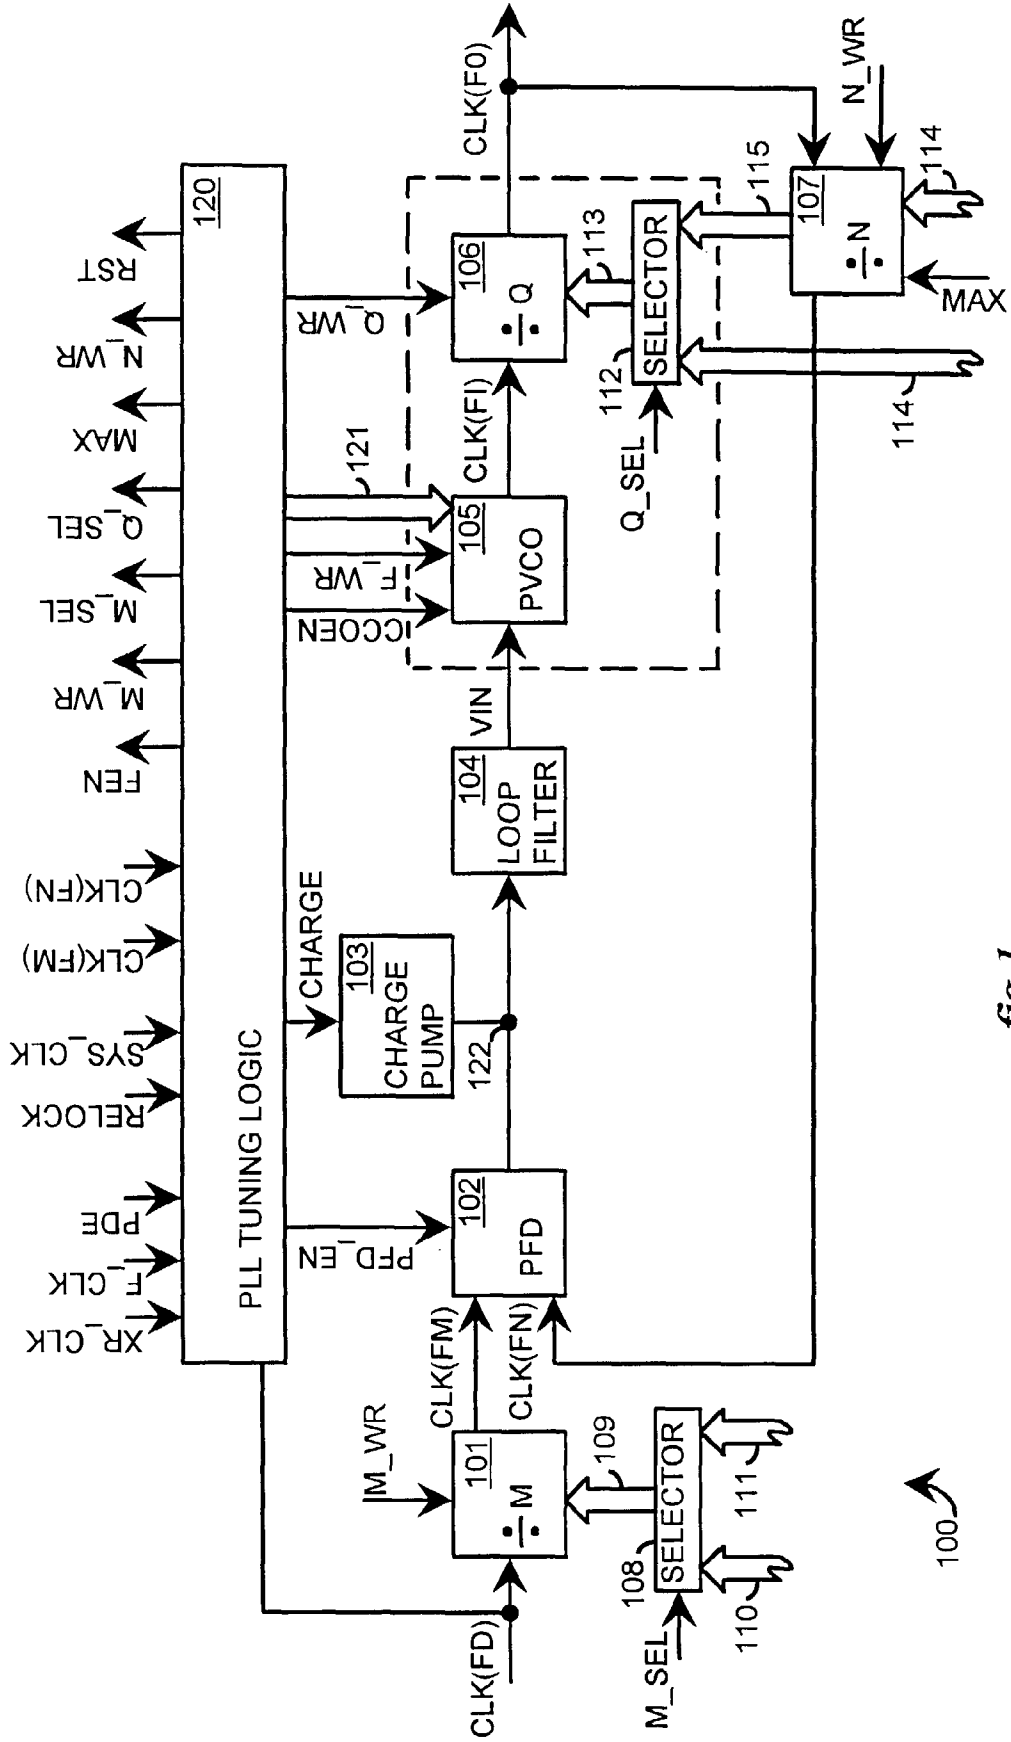 XR_CLK
F_CLK
PDE
RELOCK
SYS_CLK
CLK(FM)
CLK(FN)
FEN
M_WR
M_SEL
Q_SEL
MAX
N_WR
RST
PLL TUNING LOGIC
120
PFD_EN
CHARGE
CCOEN
F_WR
121
Q_WR
103
CHARGE
PUMP
122
CLK(FD)
M_WR
101
÷M
CLK(FM)
CLK(FN)
102
PFD
104
LOOP
FILTER
VIN
105
PVCO
CLK(FI)
106
÷Q
CLK(F0)
109
108
SELECTOR
M_SEL
110
111
113
112
SELECTOR
Q_SEL
114
115
107
÷N
N_WR
MAX
114
100
fig. 1